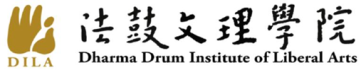 法鼓文理學院
DILA
Dharma Drum Institute of Liberal Arts